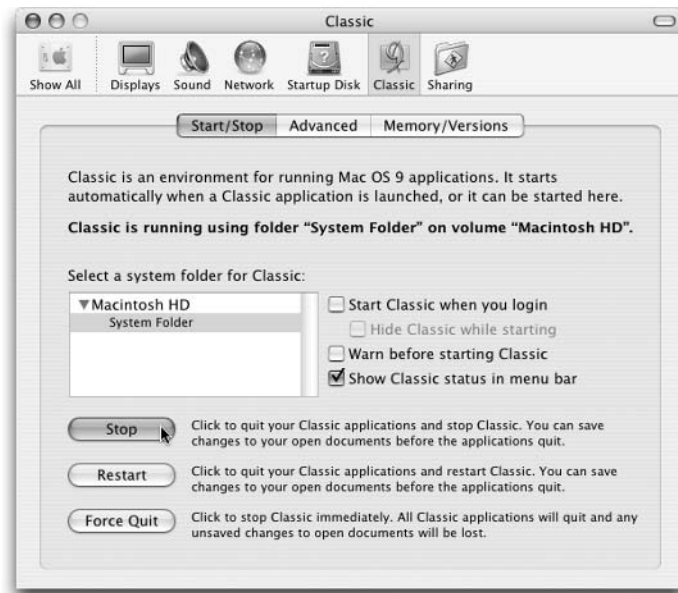 Classic
Show All Displays Sound Network Startup Disk Classic Sharing
Start/Stop Advanced Memory/Versions
Classic is an environment for running Mac OS 9 applications. It starts
automatically when a Classic application is launched, or it can be started here.
Classic is running using folder “System Folder” on volume “Macintosh HD”.
Select a system folder for Classic:
Macintosh HD
System Folder
Start Classic when you login
Hide Classic while starting
Warn before starting Classic
Show Classic status in menu bar
Stop
Click to quit your Classic applications and stop Classic. You can save
changes to your open documents before the applications quit.
Restart
Click to quit your Classic applications and restart Classic. You can save
changes to your open documents before the applications quit.
Force Quit
Click to stop Classic immediately. All Classic applications will quit and any
unsaved changes to open documents will be lost.